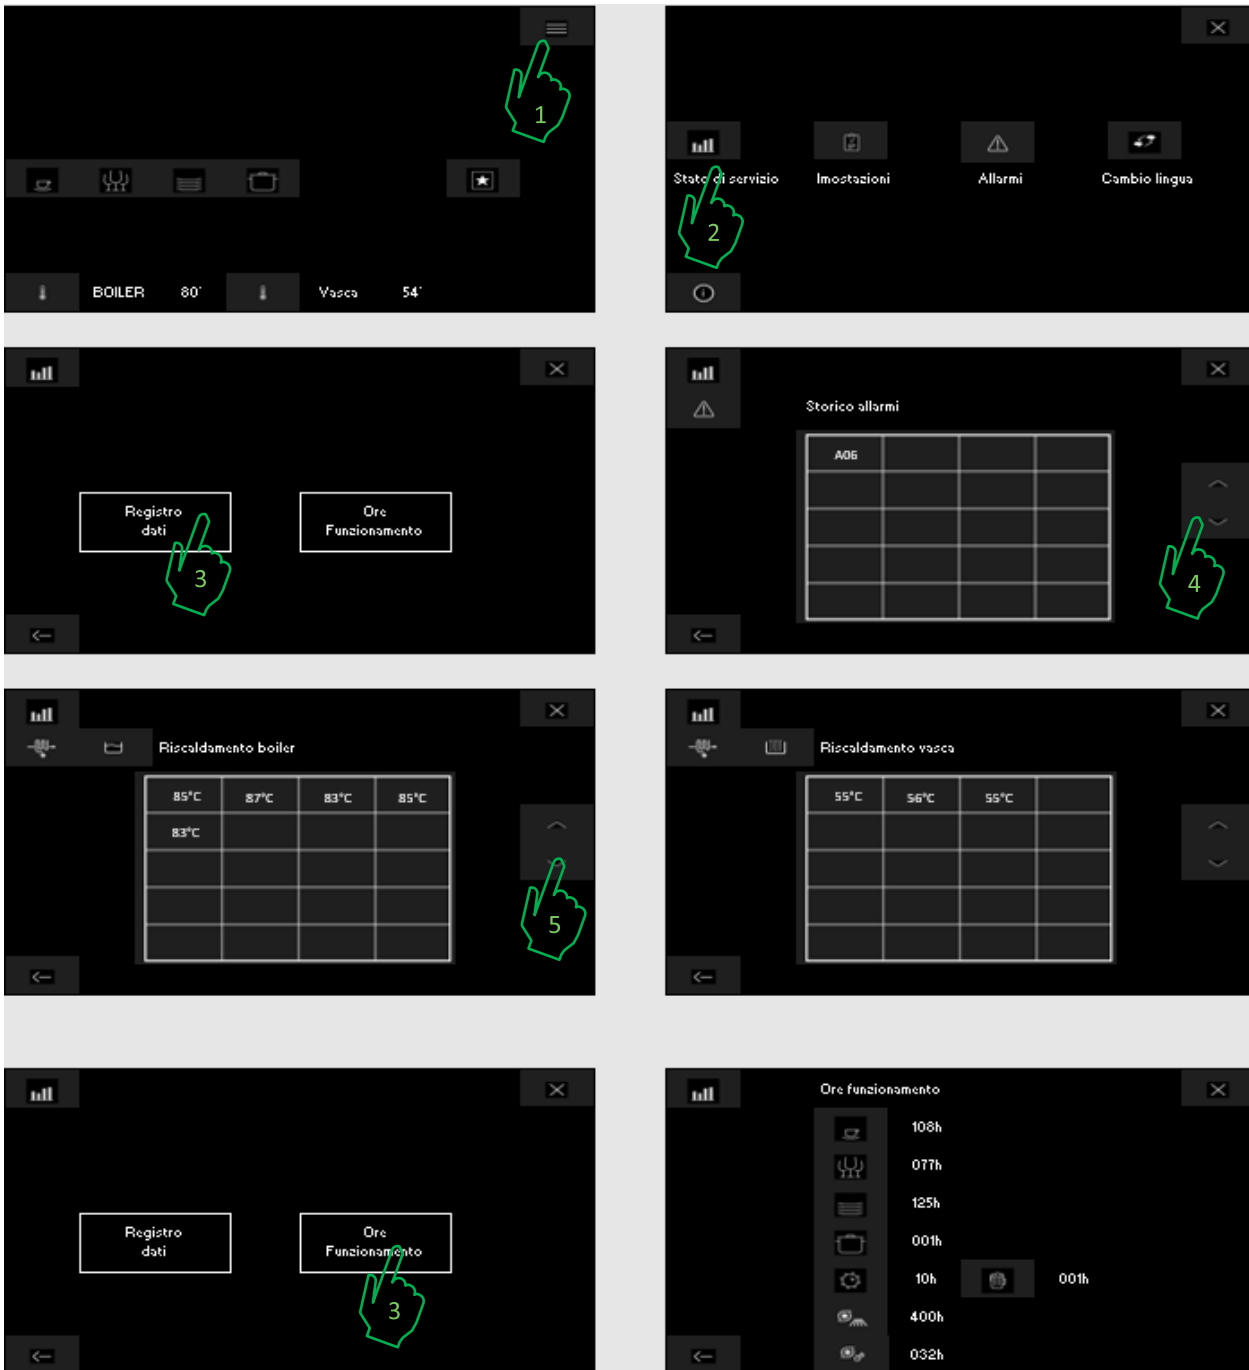 1
BOILER 80° Vasca 54°
Stato di servizio Imostazioni Allarmi Cambio lingua
2
Registro
dati
Ore
Funzionamento
3
Storico allarmi
A06
4
Riscaldamento boiler
85°C 87°C 83°C 85°C
83°C
5
Riscaldamento vasca
55°C 56°C 55°C
Registro
dati
Ore
Funzionamento
3
Ore funzionamento
108h
077h
125h
001h
10h 001h
400h
032h